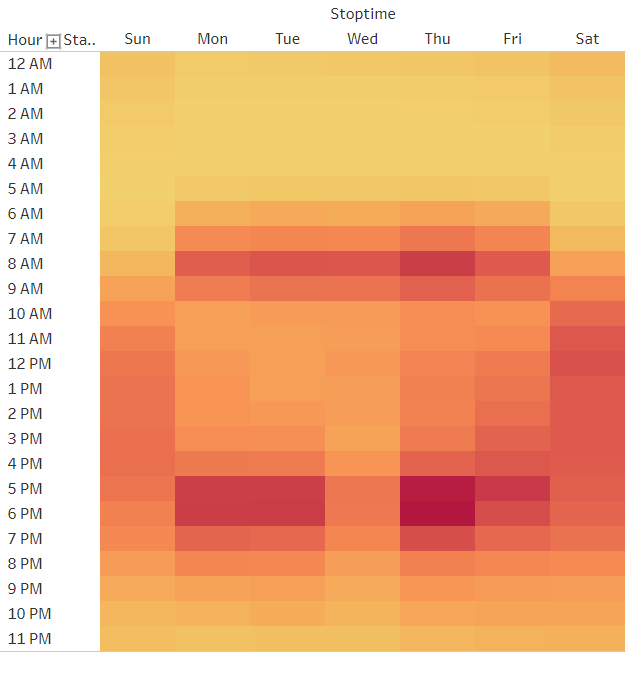 Stoptime
Hour Sta.. Sun Mon Tue Wed Thu Fri Sat
12 AM
1 AM
2 AM
3 AM
4 AM
5 AM
6 AM
7 AM
8 AM
9 AM
10 AM
11 AM
12 PM
1 PM
2 PM
3 PM
4 PM
5 PM
6 PM
7 PM
8 PM
9 PM
10 PM
11 PM